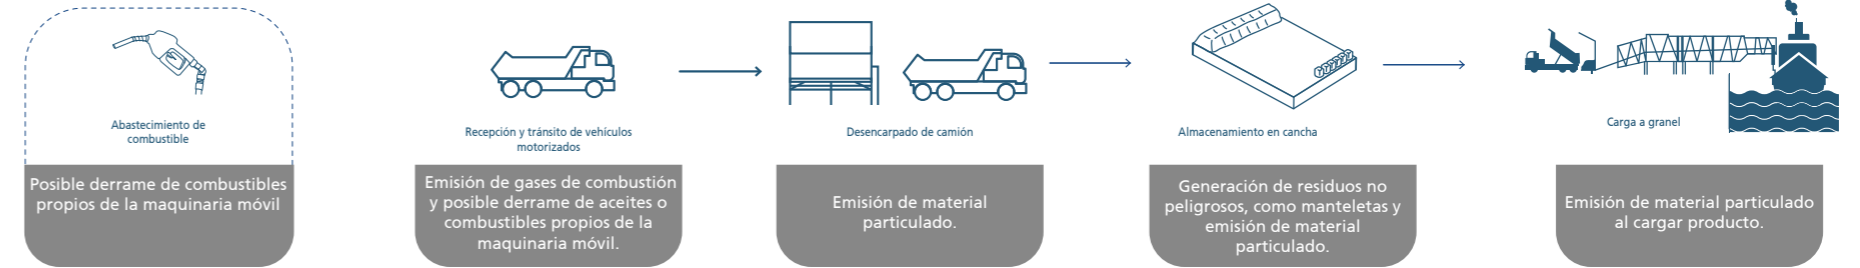 Abastecimiento de
combustible
Posible derrame de combustibles
propios de la maquinaria móvil
Recepción y tránsito de vehículos
motorizados
Emisión de gases de combustión
y posible derrame de aceites o
combustibles propios de la
maquinaria móvil.
Desencarpado de camión
Emisión de material
particulado.
Almacenamiento en cancha
Generación de residuos no
peligrosos, como manteletas y
emisión de material
particulado.
Carga a granel
Emisión de material particulado
al cargar producto.